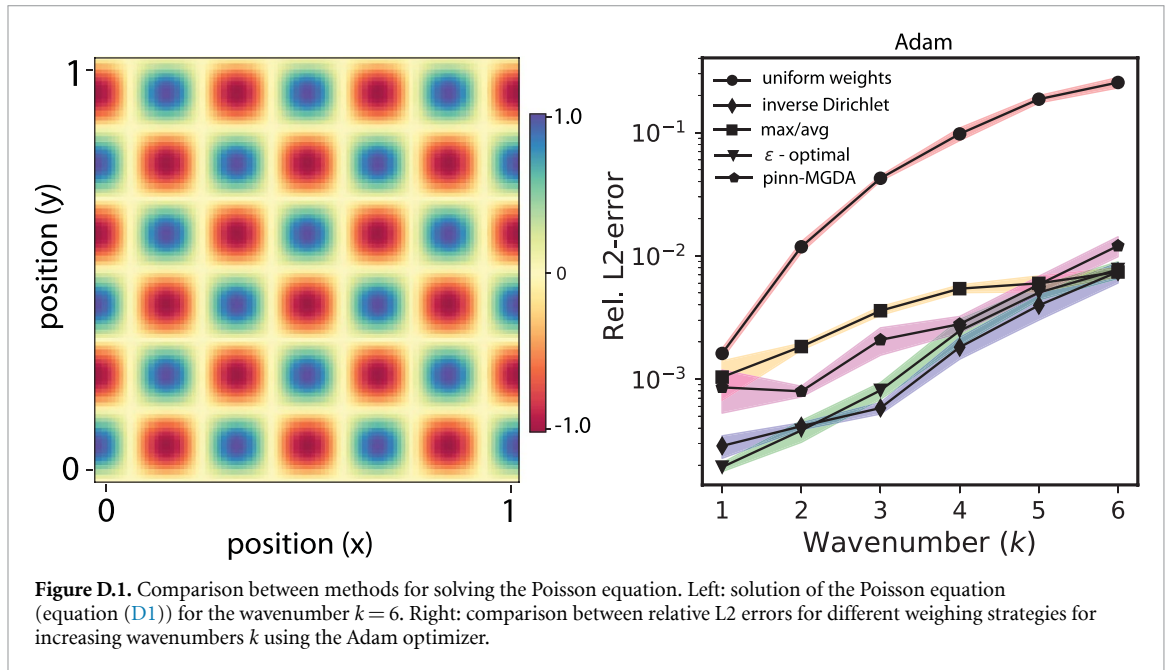 1
position (y)
0
0
1
position (x)
1.0
0
-1.0
Adam
uniform weights
inverse Dirichlet
max/avg
ε - optimal
pinn-MGDA
Rel. L2-error
10⁻¹
10⁻²
10⁻³
1 2 3 4 5 6
Wavenumber (k)
Figure D.1. Comparison between methods for solving the Poisson equation. Left: solution of the Poisson equation
(equation (D1)) for the wavenumber k = 6. Right: comparison between relative L2 errors for different weighing strategies for
increasing wavenumbers k using the Adam optimizer.